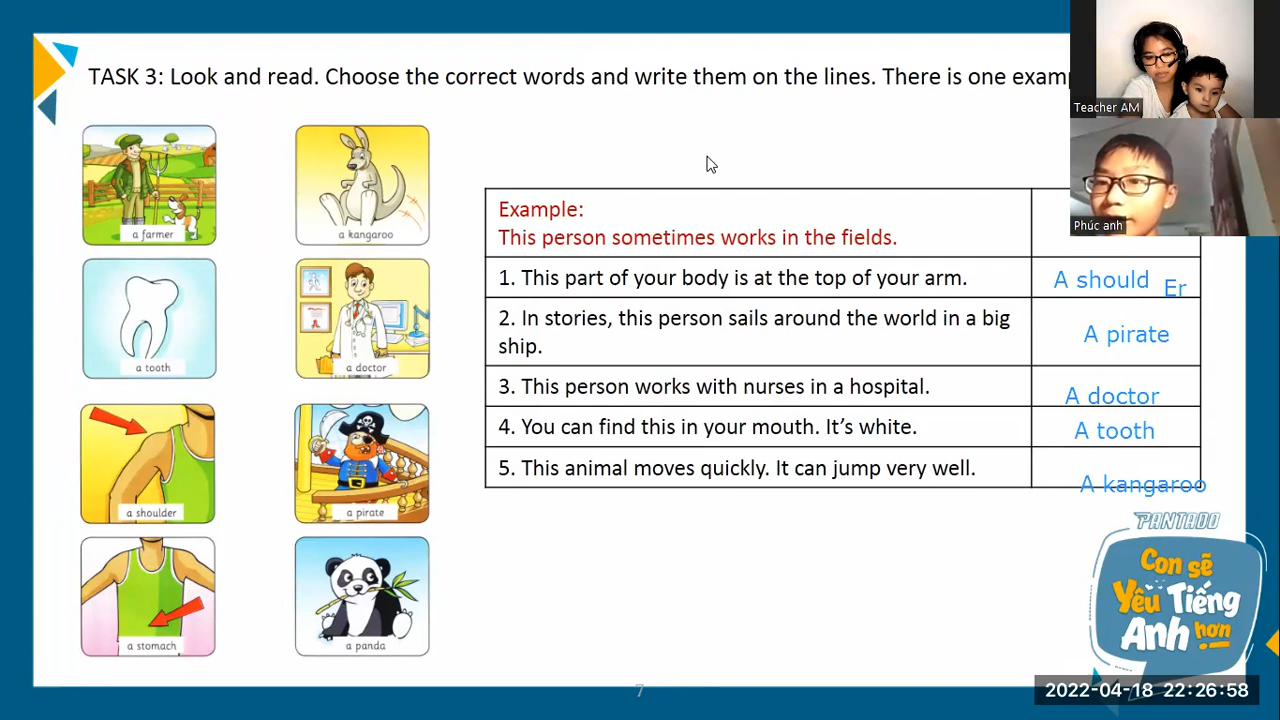 TASK 3: Look and read. Choose the correct words and write them on the lines. There is one examp
Teacher AM
Phúc anh
a farmer
a kangaroo
a tooth
a doctor
a shoulder
a pirate
a stomach
a panda
Example:
This person sometimes works in the fields.
1. This part of your body is at the top of your arm.
A should Er
2. In stories, this person sails around the world in a big
ship.
A pirate
3. This person works with nurses in a hospital.
A doctor
4. You can find this in your mouth. It’s white.
A tooth
5. This animal moves quickly. It can jump very well.
A kangaroo
PANTADO
Con sẽ
Yêu Tiếng
Anh hơn
7
2022-04-18 22:26:58